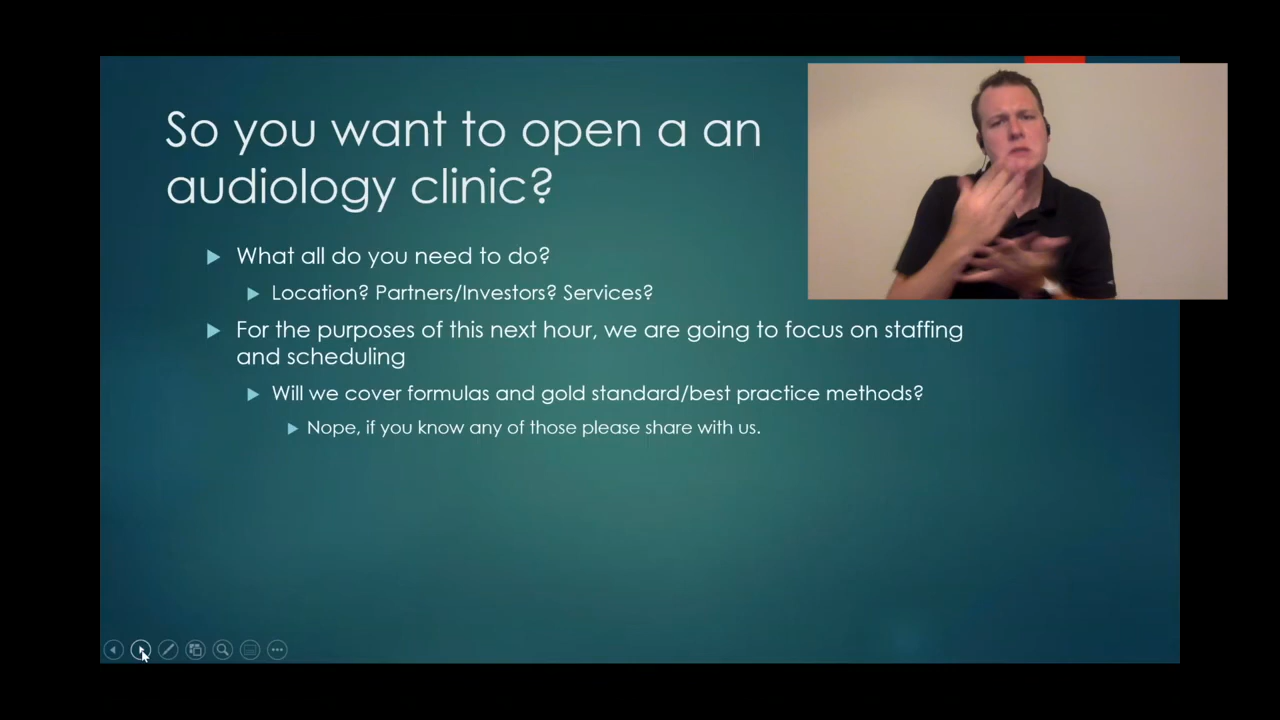 So you want to open a an
audiology clinic?
What all do you need to do?
Location? Partners/Investors? Services?
For the purposes of this next hour, we are going to focus on staffing
and scheduling
Will we cover formulas and gold standard/best practice methods?
Nope, if you know any of those please share with us.